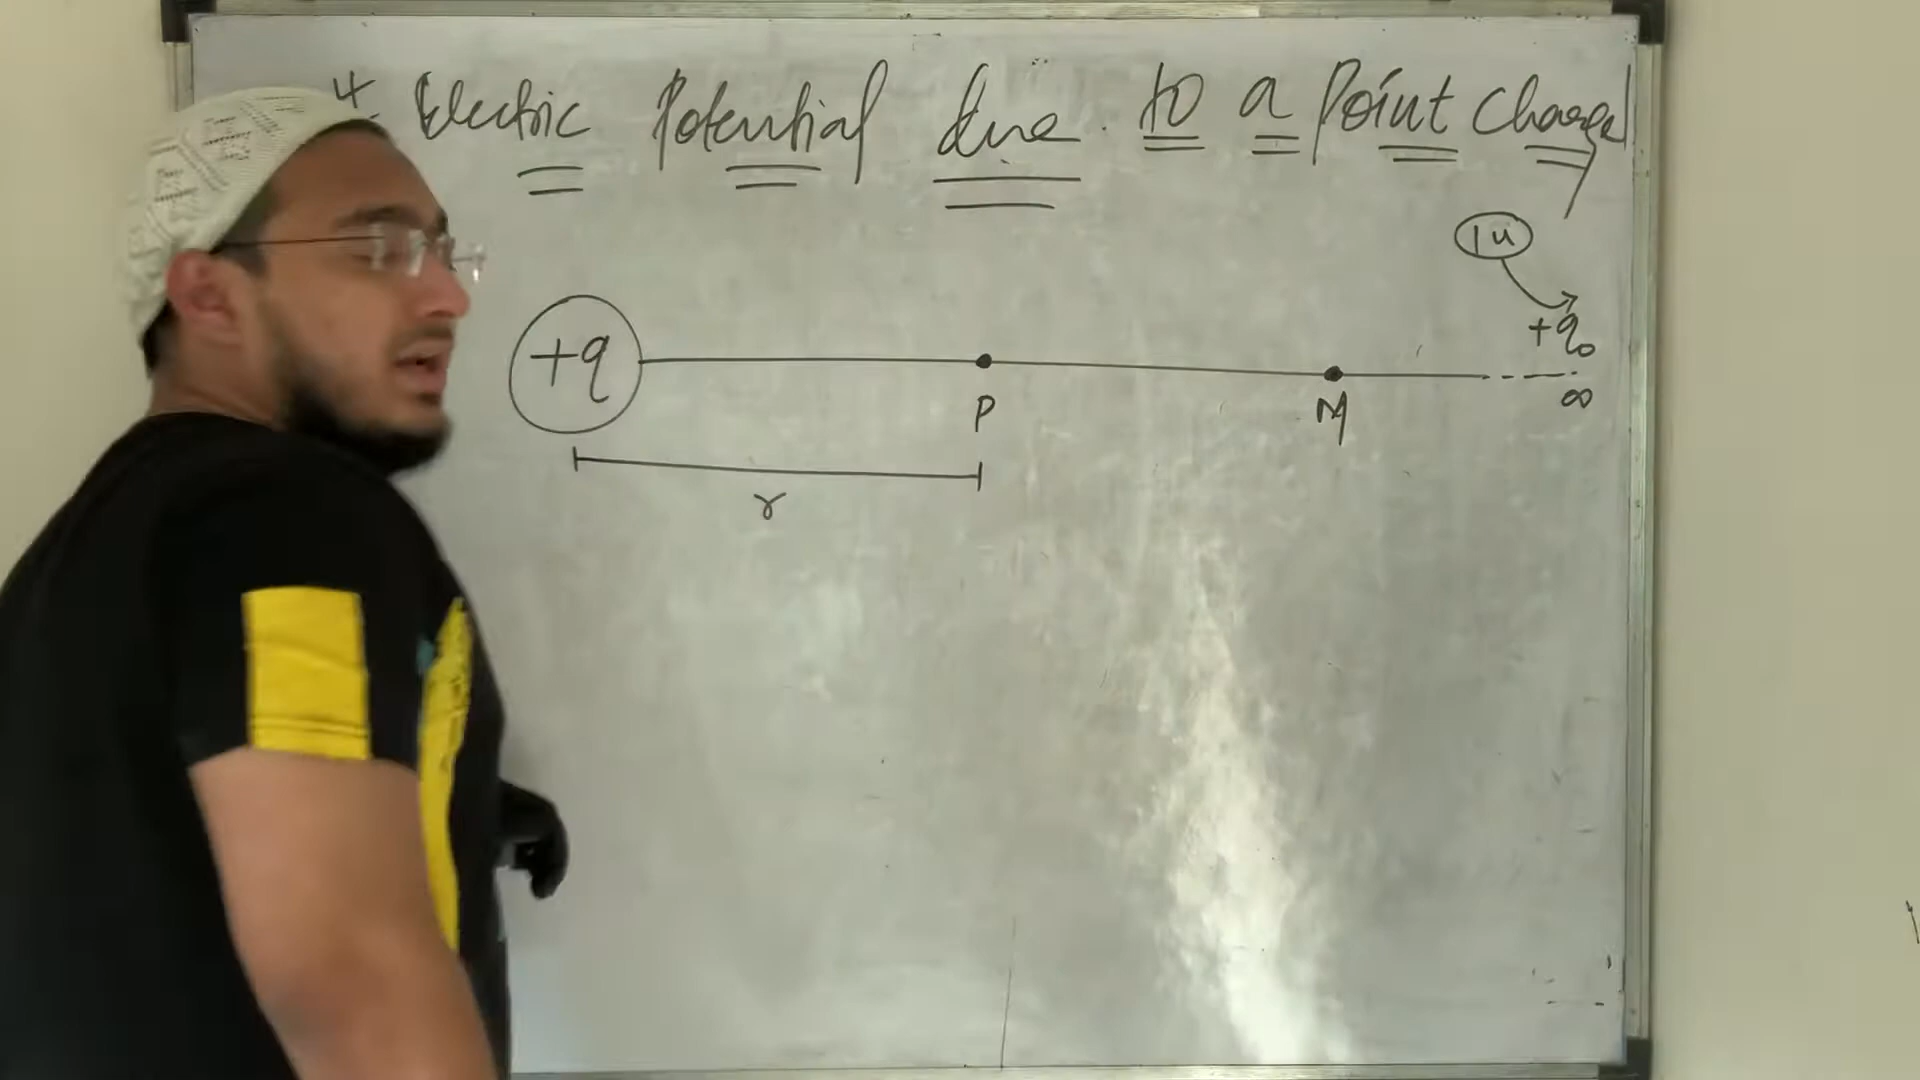 * Electric Potential due to a Point Charge
1u
+q₀
+q
P
M
∞
r